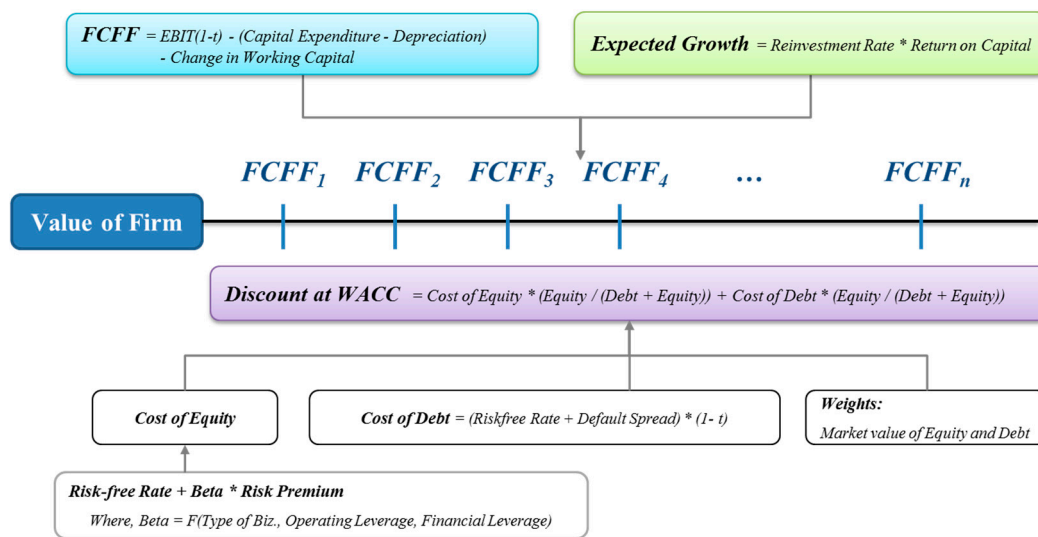 FCFF = EBIT(1-t) - (Capital Expenditure - Depreciation)
- Change in Working Capital
Expected Growth = Reinvestment Rate * Return on Capital
FCFF1 FCFF2 FCFF3 FCFF4 ... FCFFn
Value of Firm
Discount at WACC = Cost of Equity * (Equity / (Debt + Equity)) + Cost of Debt * (Equity / (Debt + Equity))
Cost of Equity
Cost of Debt = (Riskfree Rate + Default Spread) * (1- t)
Weights:
Market value of Equity and Debt
Risk-free Rate + Beta * Risk Premium
Where, Beta = F(Type of Biz., Operating Leverage, Financial Leverage)